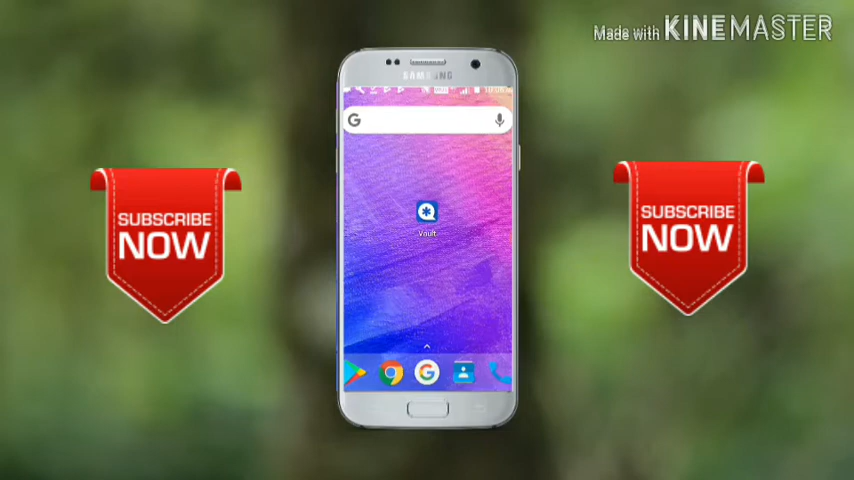 Made with KINEMASTER
SAMSUNG
SUBSCRIBE
NOW
Vault
SUBSCRIBE
NOW